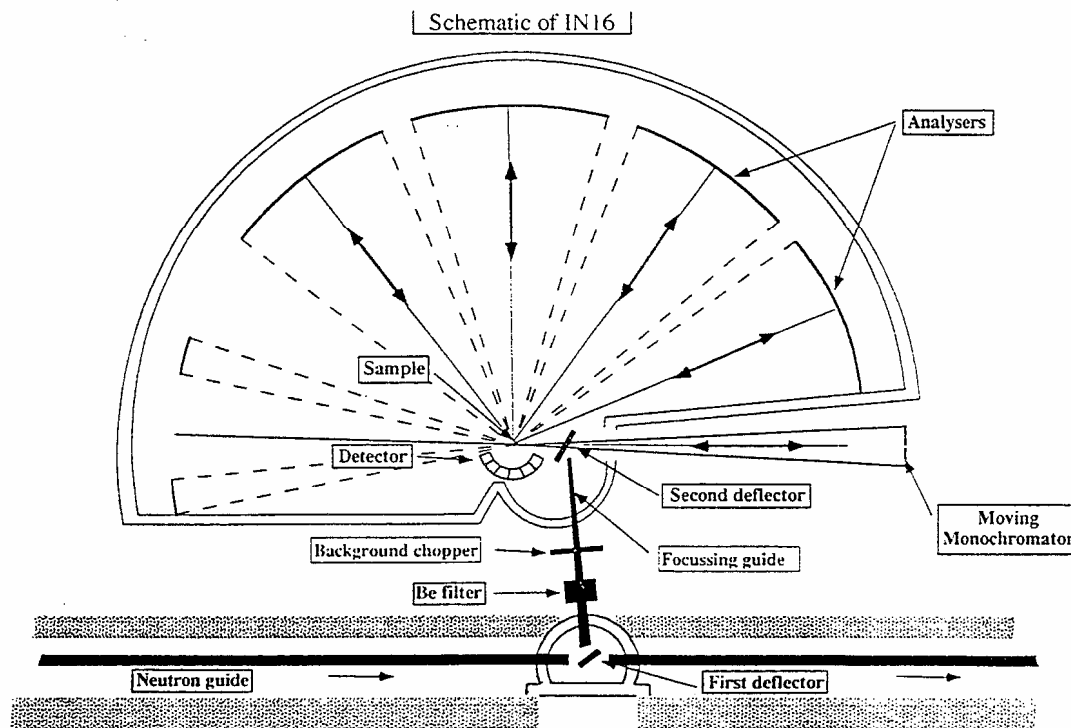 Schematic of IN16
Analysers
Sample
Detector
Second deflector
Moving
Monochromator
Background chopper
Focussing guide
Be filter
Neutron guide
First deflector